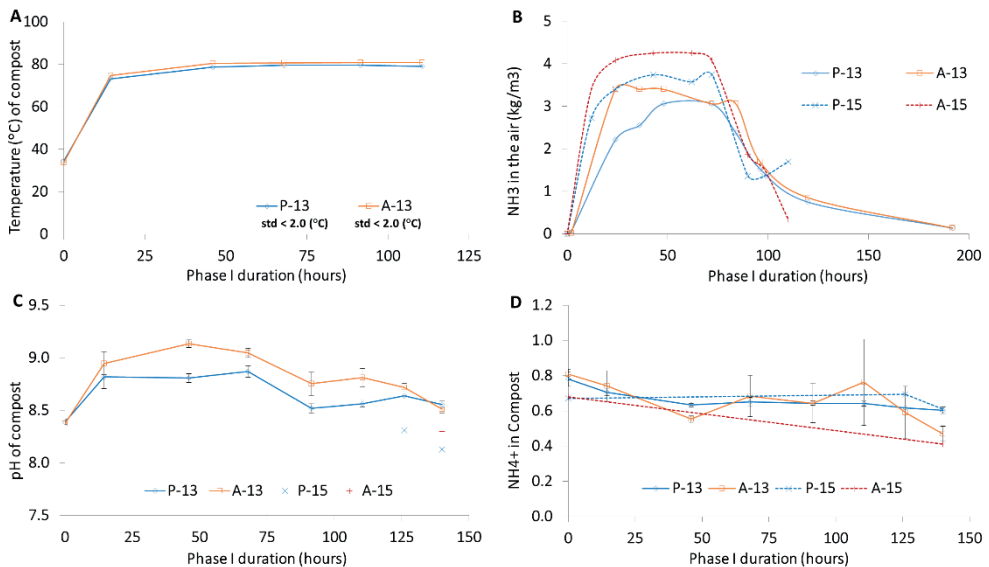 A
100
80
60
40
20
0
Temperature (°C) of compost
P-13
A-13
std < 2.0 (°C)
std < 2.0 (°C)
0 25 50 75 100 125
Phase I duration (hours)
B
5
4
3
2
1
0
NH3 in the air (kg/m3)
P-13
A-13
P-15
A-15
0 50 100 150 200
Phase I duration (hours)
C
9.5
9.0
8.5
8.0
7.5
pH of compost
P-13 A-13 P-15 A-15
0 25 50 75 100 125 150
Phase I duration (hours)
D
1.2
1.0
0.8
0.6
0.4
0.2
0.0
NH4+ in Compost
P-13 A-13 P-15 A-15
0 25 50 75 100 125 150
Phase I duration (hours)